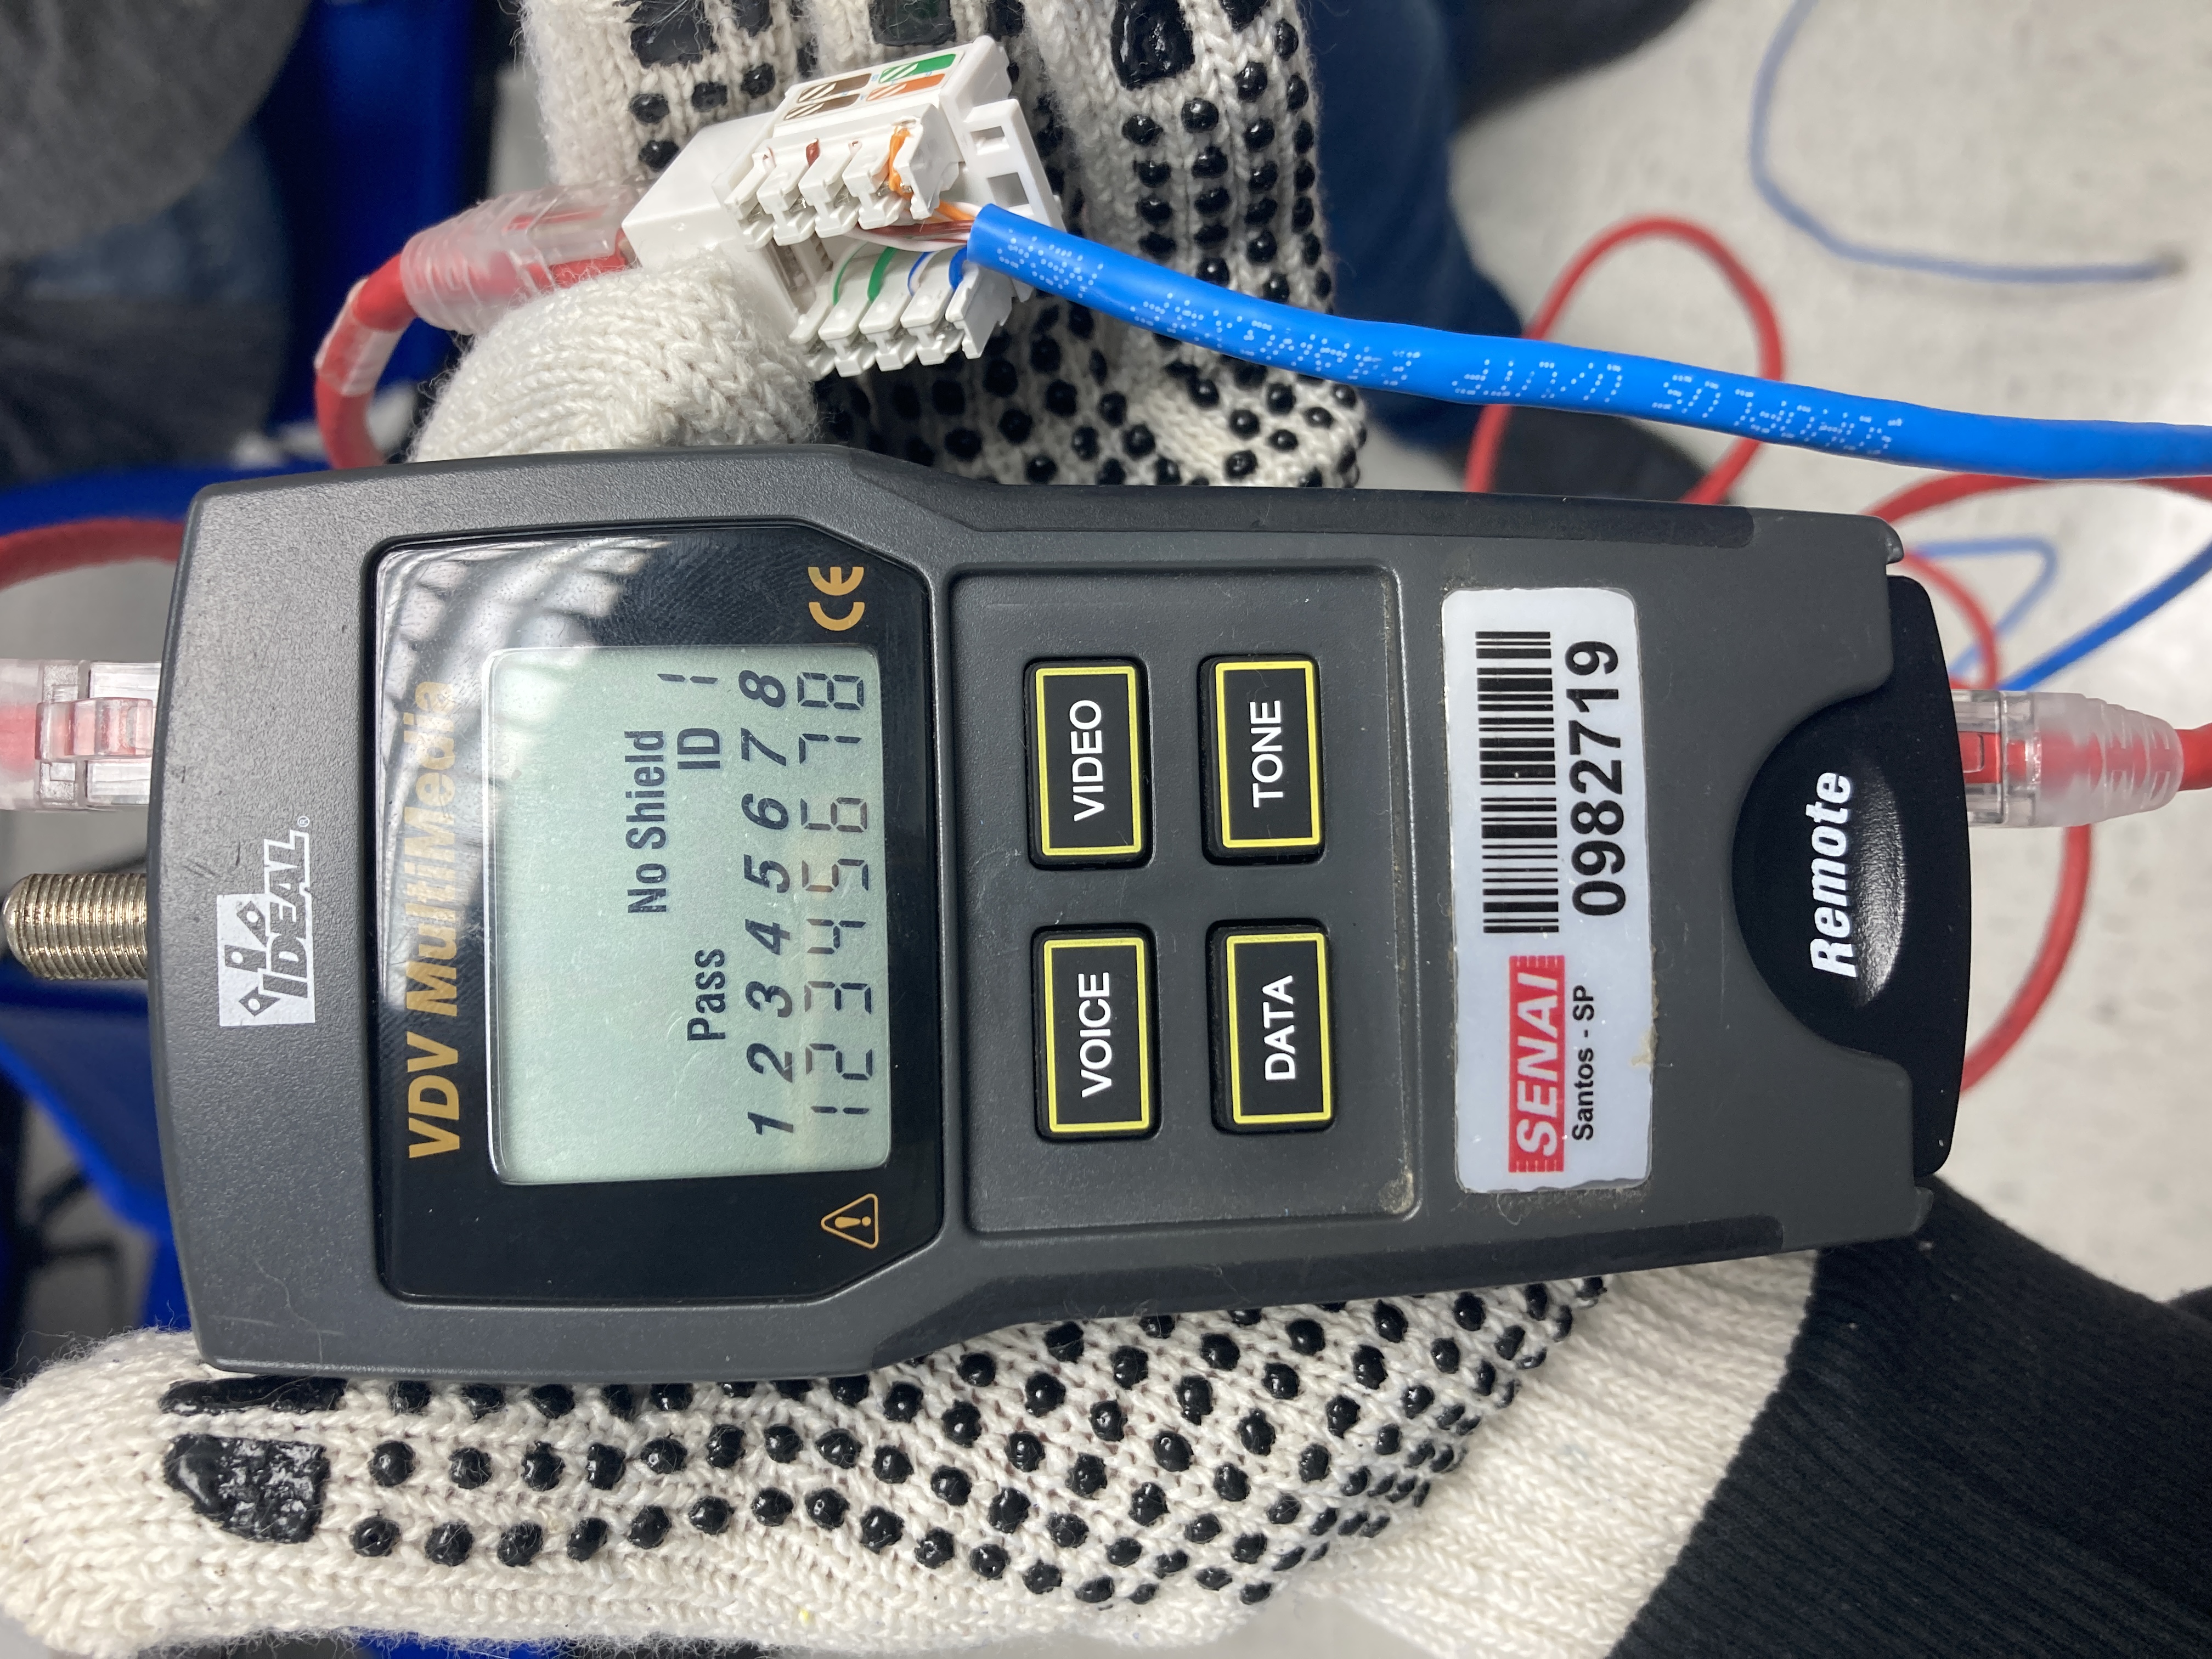 IDEAL®
VDV MultiMedia
No Shield
Pass ID 1
1 2 3 4 5 6 7 8
1 2 3 4 5 6 7 8
CE
VOICE VIDEO
DATA TONE
SENAI
Santos - SP
0982719
Remote